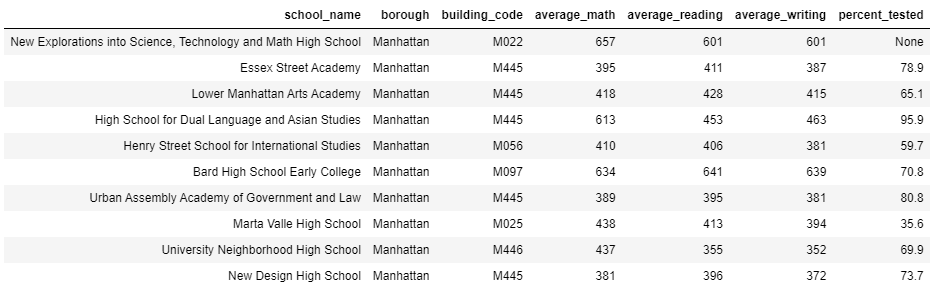 school_name borough building_code average_math average_reading average_writing percent_tested
New Explorations into Science, Technology and Math High School Manhattan M022 657 601 601 None
Essex Street Academy Manhattan M445 395 411 387 78.9
Lower Manhattan Arts Academy Manhattan M445 418 428 415 65.1
High School for Dual Language and Asian Studies Manhattan M445 613 453 463 95.9
Henry Street School for International Studies Manhattan M056 410 406 381 59.7
Bard High School Early College Manhattan M097 634 641 639 70.8
Urban Assembly Academy of Government and Law Manhattan M445 389 395 381 80.8
Marta Valle High School Manhattan M025 438 413 394 35.6
University Neighborhood High School Manhattan M446 437 355 352 69.9
New Design High School Manhattan M445 381 396 372 73.7